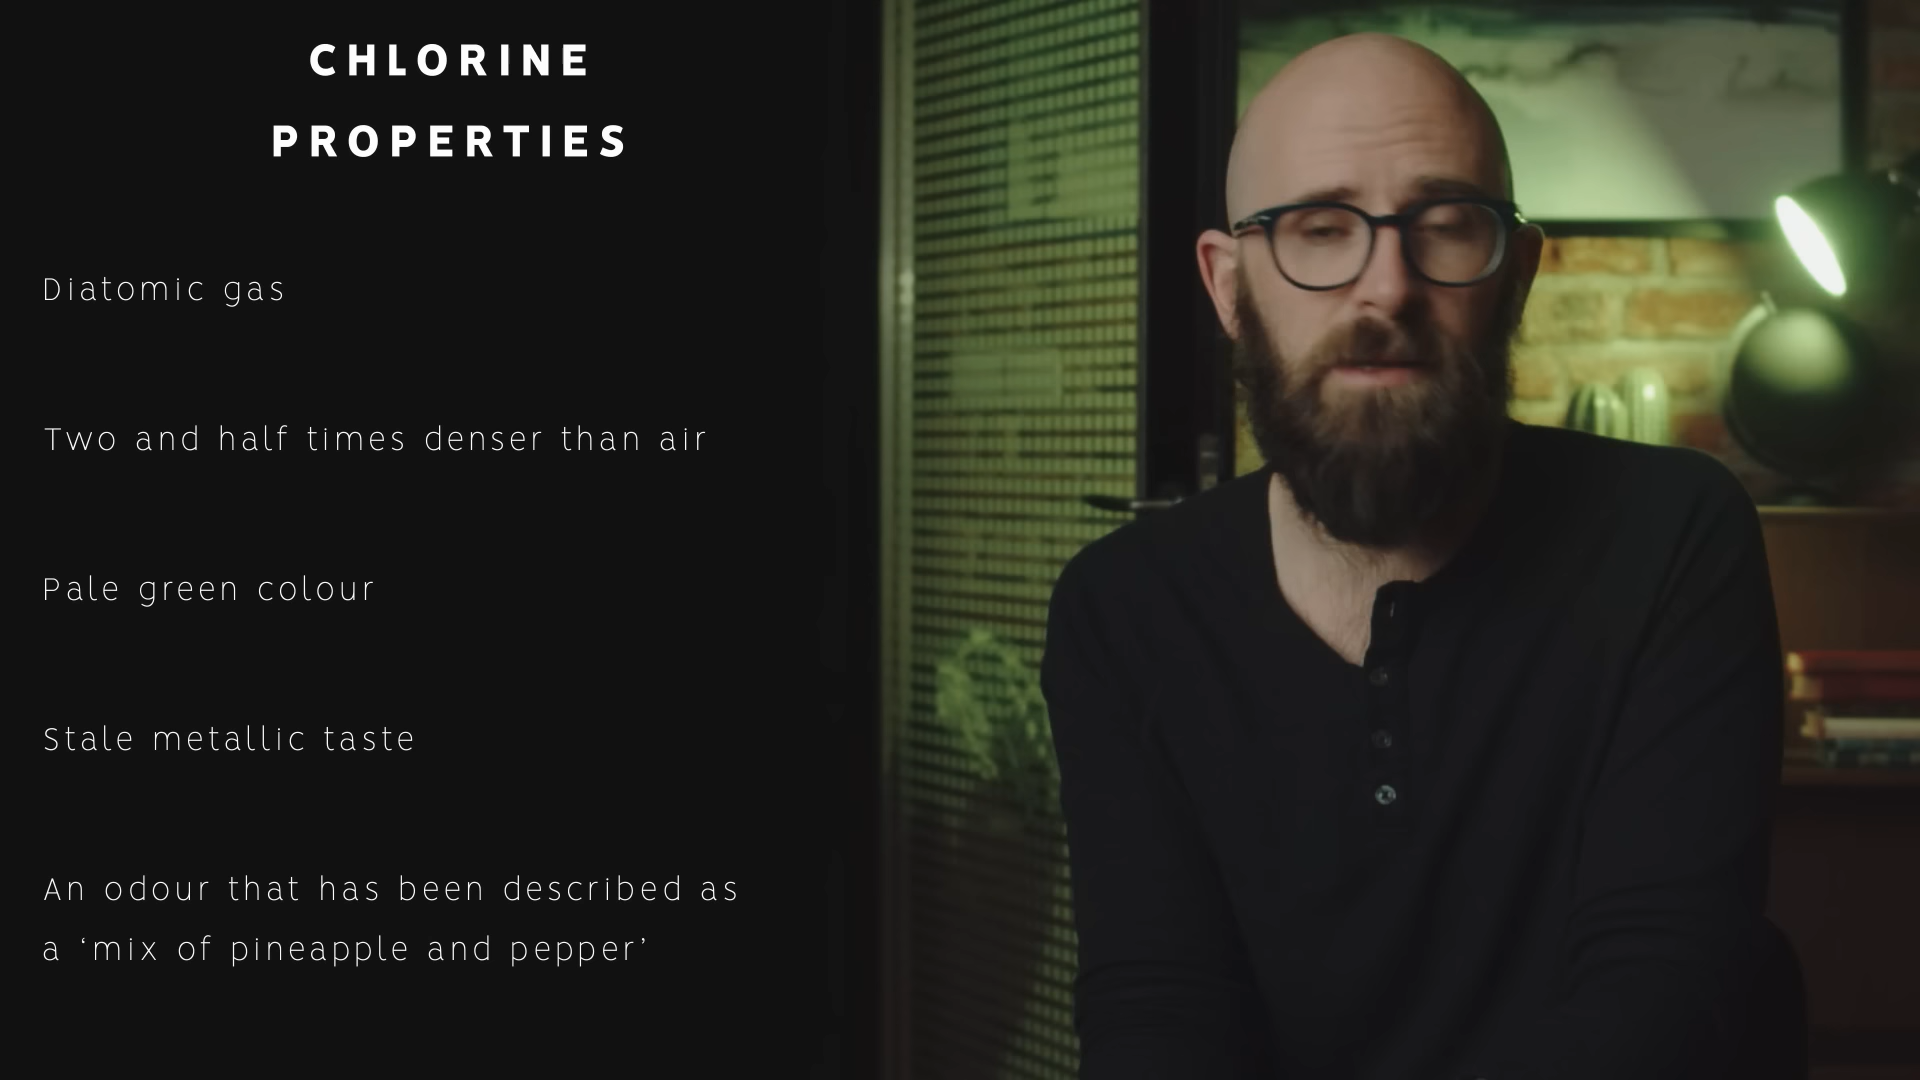 CHLORINE
PROPERTIES
Diatomic gas
Two and half times denser than air
Pale green colour
Stale metallic taste
An odour that has been described as
a ‘mix of pineapple and pepper’